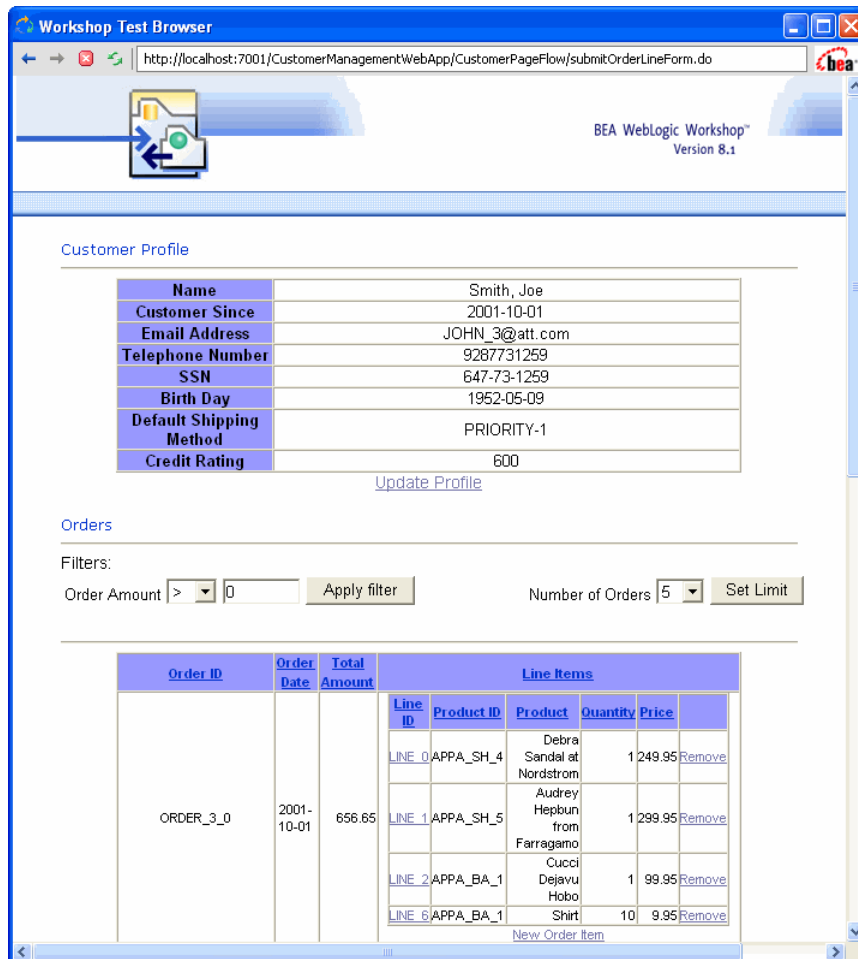 Workshop Test Browser
http://localhost:7001/CustomerManagementWebApp/CustomerPageFlow/submitOrderLineForm.do
bea
BEA WebLogic Workshop™
Version 8.1
Customer Profile
Name Smith, Joe
Customer Since 2001-10-01
Email Address JOHN_3@att.com
Telephone Number 9287731259
SSN 647-73-1259
Birth Day 1952-05-09
Default Shipping
Method PRIORITY-1
Credit Rating 600
Update Profile
Orders
Filters:
Order Amount > 0 Apply filter Number of Orders 5 Set Limit
Order ID Order Date Total Amount Line Items
Line ID Product ID Product Quantity Price
ORDER_3_0 2001-10-01 656.65
LINE_0 APPA_SH_4 Debra Sandal at Nordstrom 1 249.95 Remove
LINE_1 APPA_SH_5 Audrey Hepbun from Farragamo 1 299.95 Remove
LINE_2 APPA_BA_1 Cucci Dejavu Hobo 1 99.95 Remove
LINE_6 APPA_BA_1 Shirt 10 9.95 Remove
New Order Item